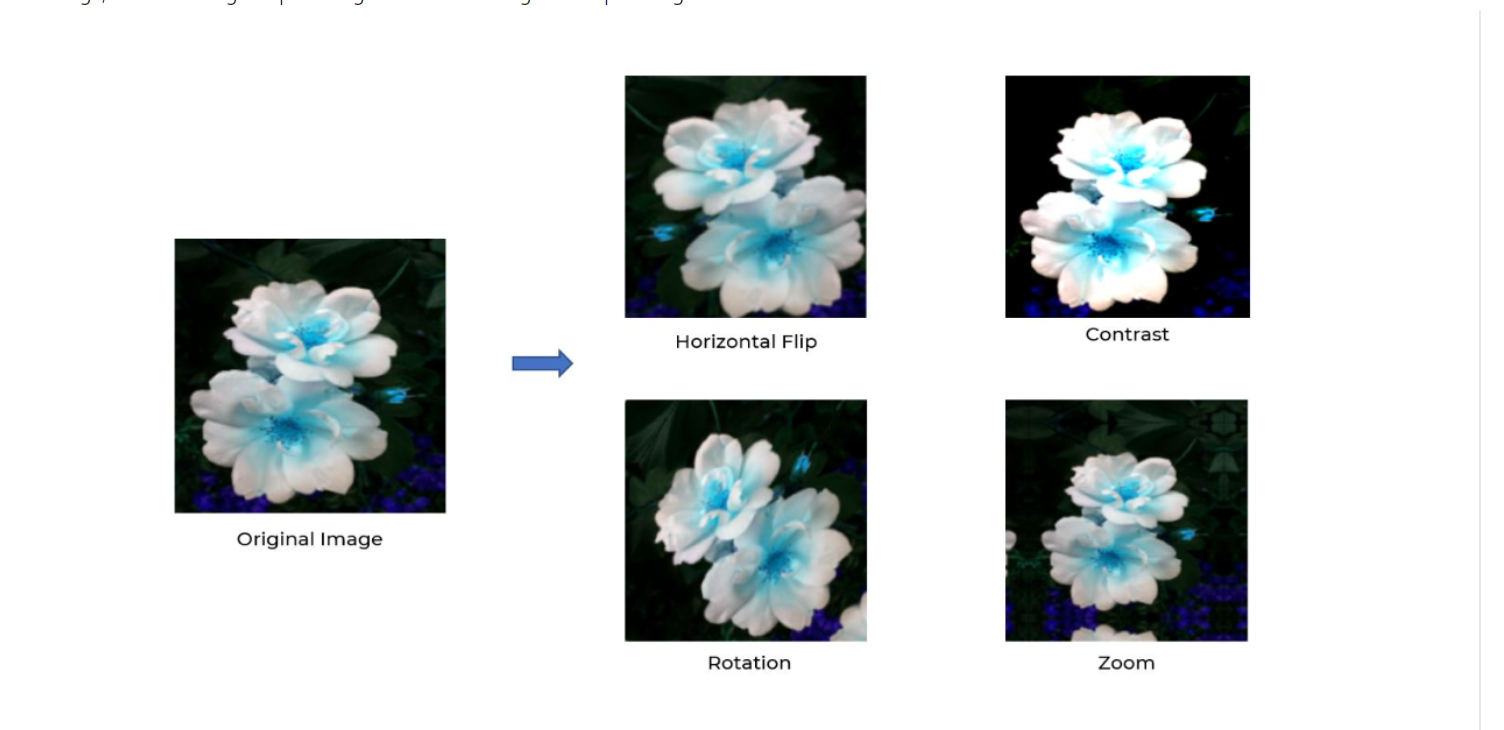 Original Image
Horizontal Flip
Contrast
Rotation
Zoom